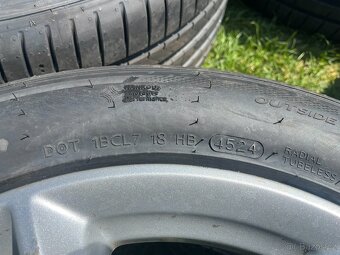 OUTSIDE
DOT 1BCL7 18 HB 4524
RADIAL
TUBELESS